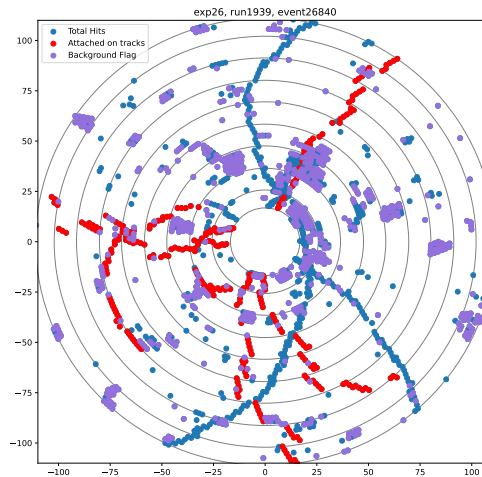 exp26, run1939, event26840
Total Hits
Attached on tracks
Background Flag
100
75
50
25
0
−25
−50
−75
−100
−100 −75 −50 −25 0 25 50 75 100